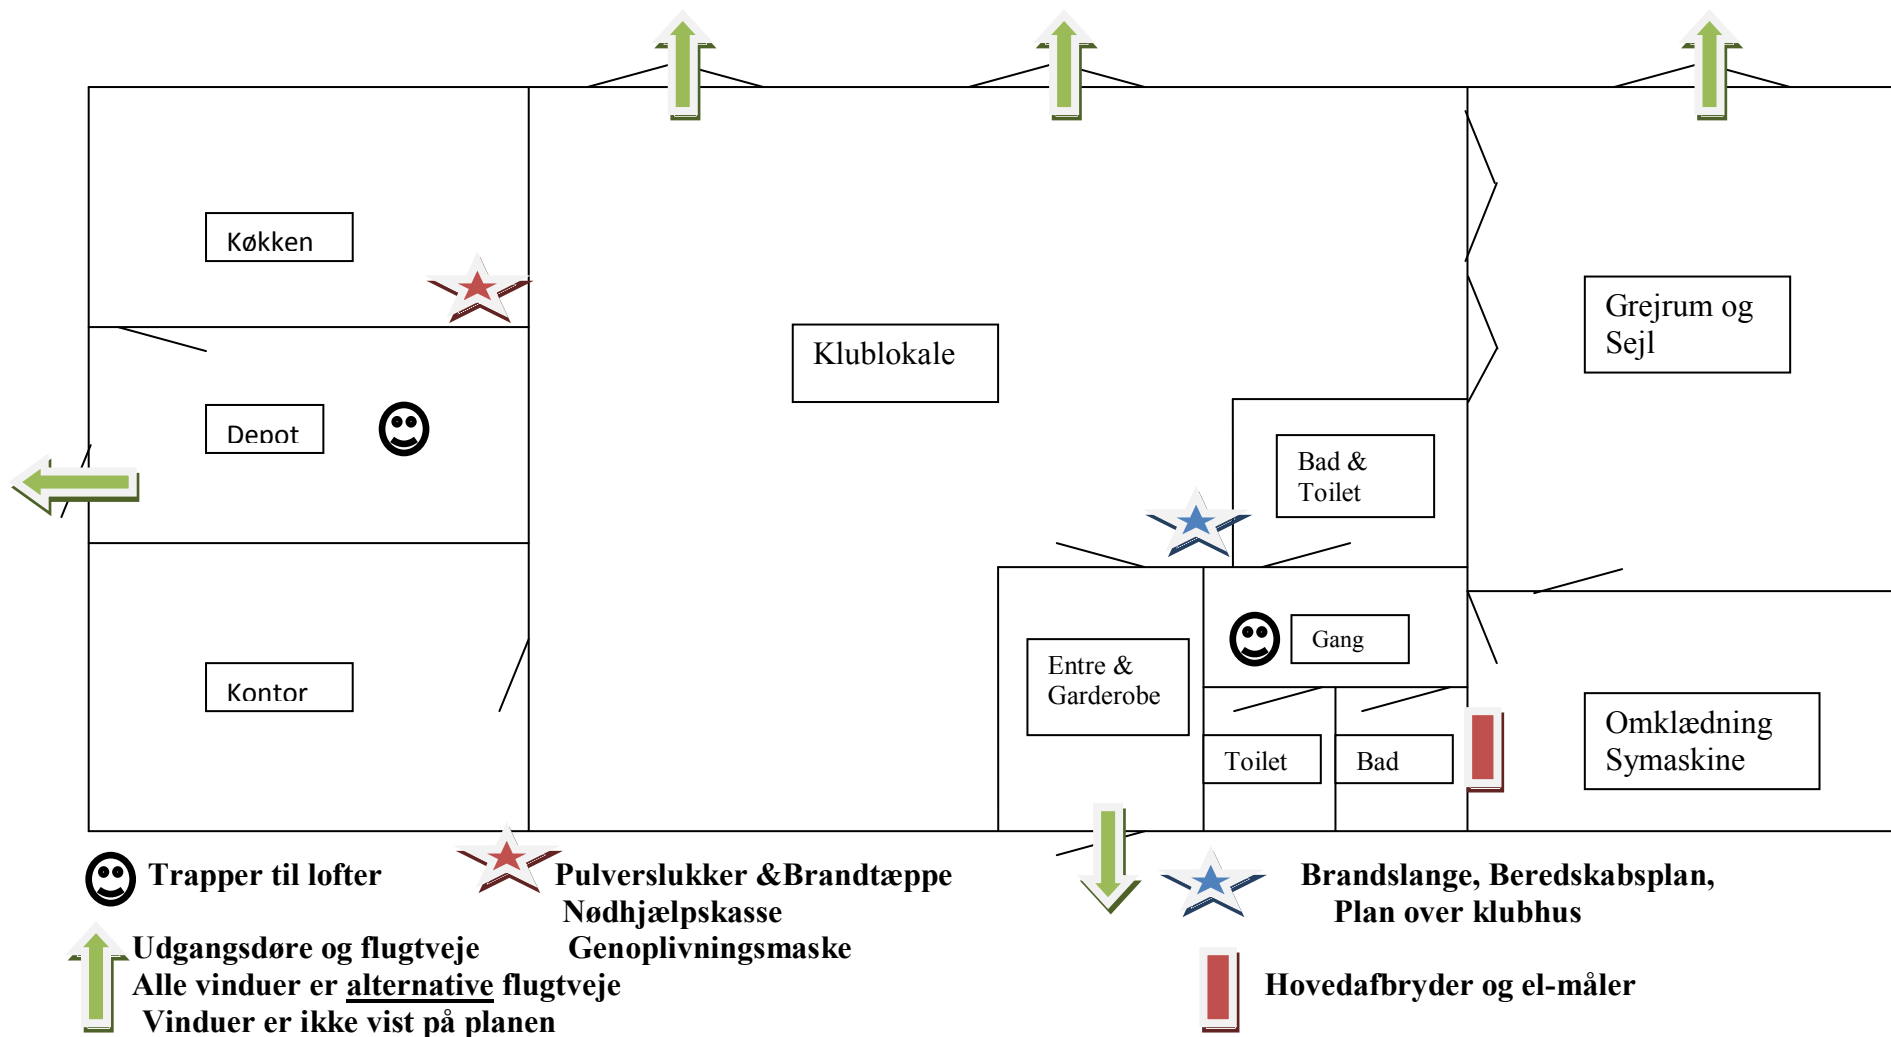 Køkken
Klublokale
Grejrum og
Sejl
Depot
Bad &
Toilet
Gang
Entre &
Garderobe
Kontor
Toilet
Bad
Omklædning
Symaskine
Trapper til lofter
Pulverslukker &Brandtæppe
Nødhjælpskasse
Genoplivningsmaske
Brandslange, Beredskabsplan,
Plan over klubhus
Udgangsdøre og flugtveje
Alle vinduer er alternative flugtveje
Vinduer er ikke vist på planen
Hovedafbryder og el-måler